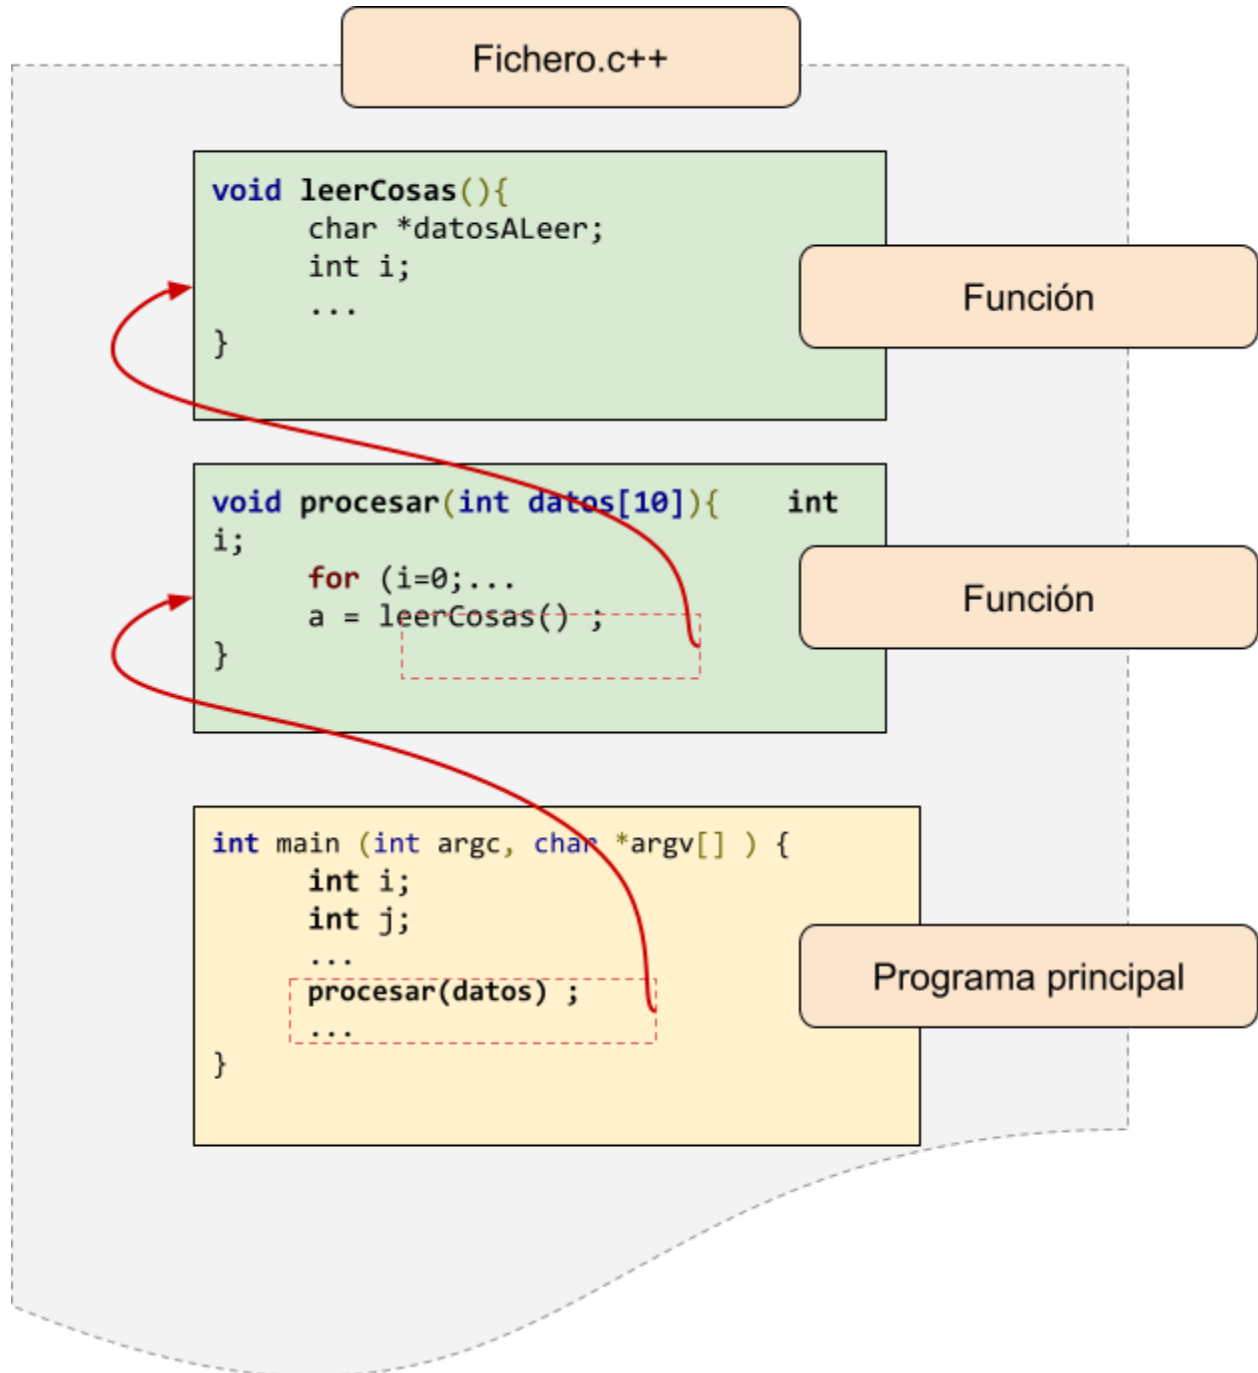 Fichero.c++
void leerCosas(){
char *datosALeer;
int i;
...
}
Función
void procesar(int datos[10]){    int
i;
for (i=0;...
a = leerCosas() ;
}
Función
int main (int argc, char *argv[] ) {
int i;
int j;
...
procesar(datos) ;
...
}
Programa principal